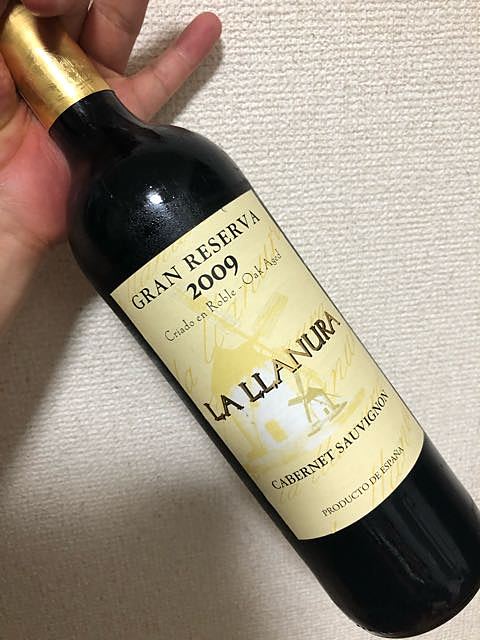 GRAN RESERVA
2009
Criado en Roble - Oak Aged
LA LLANURA
CABERNET SAUVIGNON
PRODUCTO DE ESPAÑA